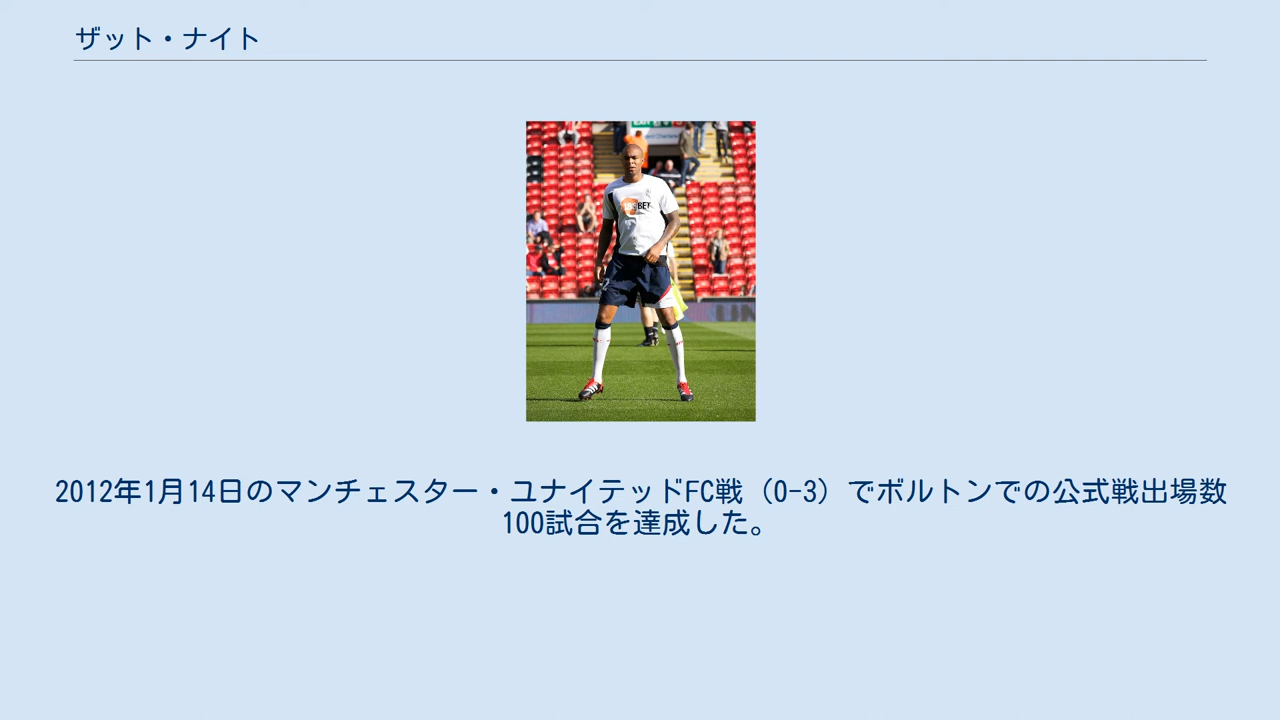 ザット・ナイト
BET
UN
2012年1月14日のマンチェスター・ユナイテッドFC戦（0-3）でボルトンでの公式戦出場数
100試合を達成した。